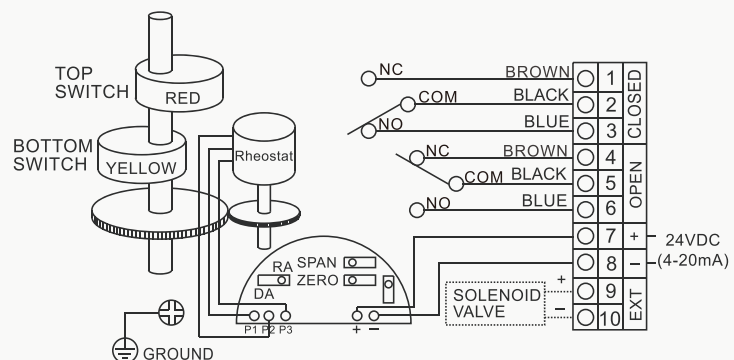 TOP
SWITCH
RED
BOTTOM
SWITCH
YELLOW
Rheostat
NC
BROWN
1
COM
BLACK
2
NO
BLUE
3
CLOSED
NC
BROWN
4
COM
BLACK
5
NO
BLUE
6
OPEN
7
+
8
−
24VDC
(4-20mA)
9
10
EXT
SOLENOID
VALVE
+
−
RA
DA
SPAN
ZERO
P1 P2 P3
+ −
GROUND